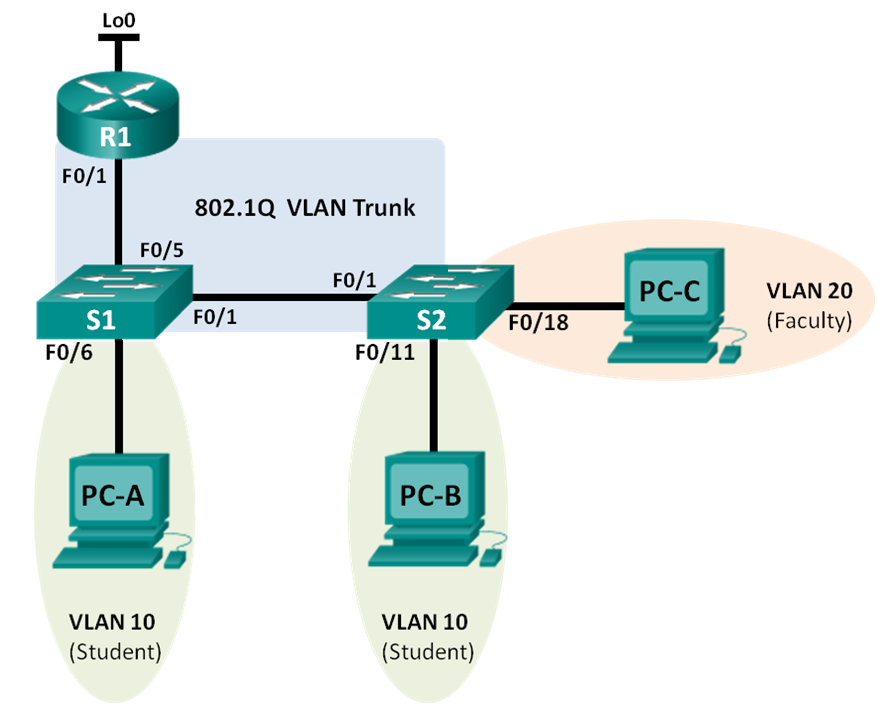 Lo0
R1
F0/1
802.1Q VLAN Trunk
F0/5
F0/1
S1
F0/1
S2
F0/6
F0/11
F0/18
PC-C
VLAN 20
(Faculty)
PC-A
PC-B
VLAN 10
(Student)
VLAN 10
(Student)